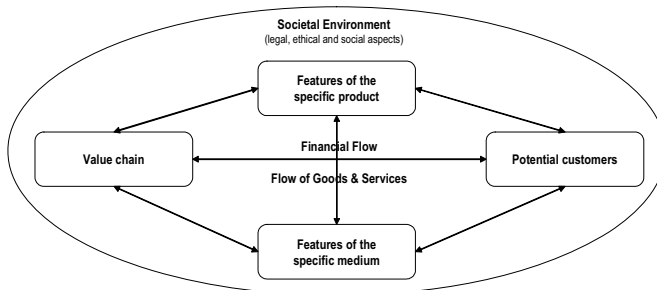 Societal Environment
(legal, ethical and social aspects)
Features of the
specific product
Value chain
Financial Flow
Flow of Goods & Services
Potential customers
Features of the
specific medium